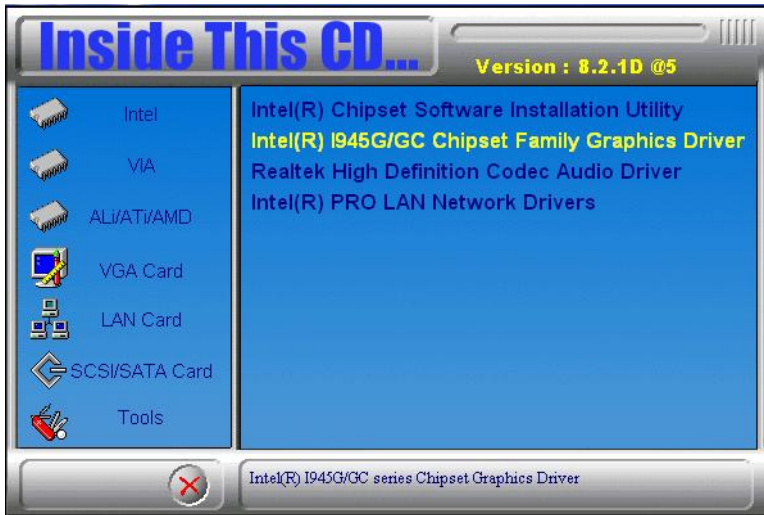 Inside This CD...
Version : 8.2.1D @5
Intel
VIA
ALi/ATi/AMD
VGA Card
LAN Card
SCSI/SATA Card
Tools
Intel(R) Chipset Software Installation Utility
Intel(R) I945G/GC Chipset Family Graphics Driver
Realtek High Definition Codec Audio Driver
Intel(R) PRO LAN Network Drivers
Intel(R) I945G/GC series Chipset Graphics Driver